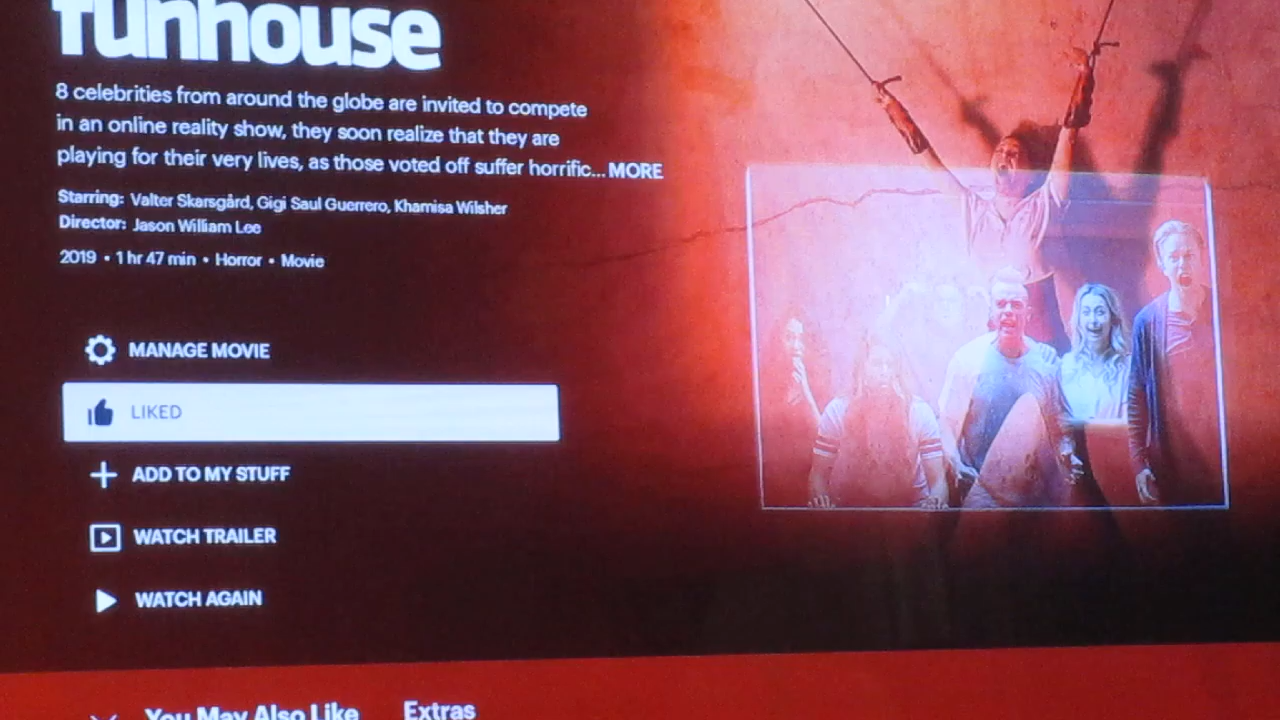 funhouse
8 celebrities from around the globe are invited to compete
in an online reality show, they soon realize that they are
playing for their very lives, as those voted off suffer horrific... MORE
Starring: Valter Skarsgård, Gigi Saul Guerrero, Khamisa Wilsher
Director: Jason William Lee
2019 • 1 hr 47 min • Horror • Movie
MANAGE MOVIE
LIKED
ADD TO MY STUFF
WATCH TRAILER
WATCH AGAIN
You May Also Like Extras